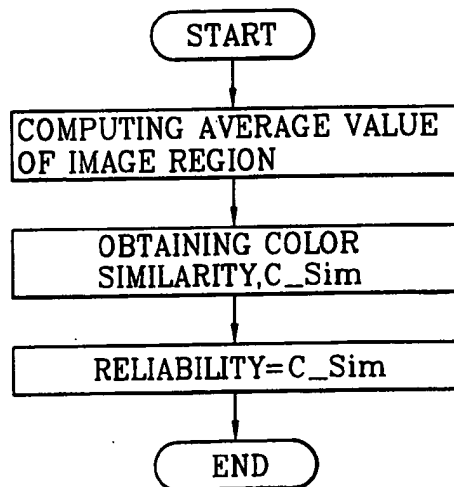 START
COMPUTING AVERAGE VALUE
OF IMAGE REGION
OBTAINING COLOR
SIMILARITY,C_Sim
RELIABILITY=C_Sim
END